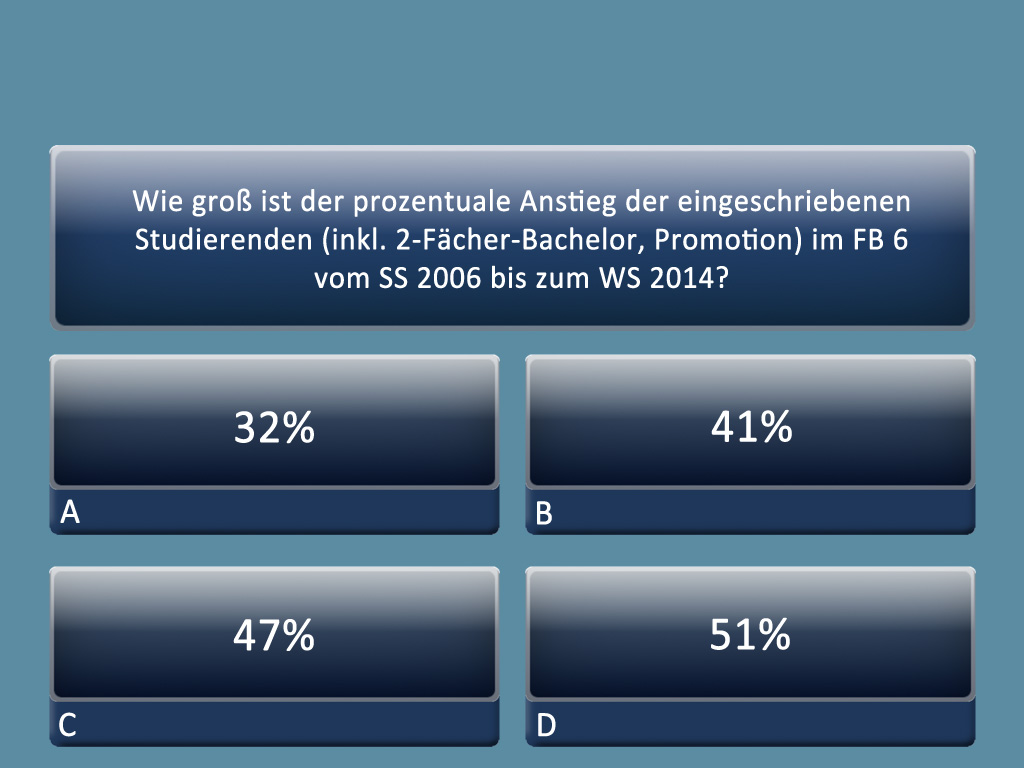 Wie groß ist der prozentuale Anstieg der eingeschriebenen
Studierenden (inkl. 2-Fächer-Bachelor, Promotion) im FB 6
vom SS 2006 bis zum WS 2014?
32%
A
41%
B
47%
C
51%
D